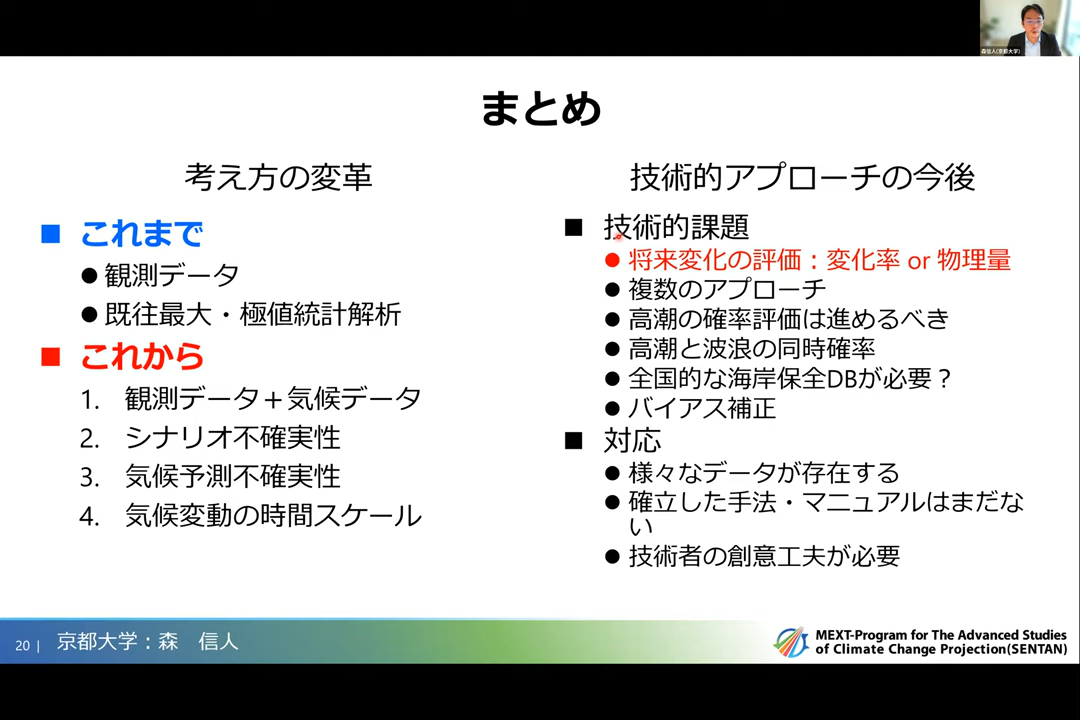 森信人(京都大学)
まとめ
考え方の変革
■ これまで
● 観測データ
● 既往最大・極値統計解析
■ これから
1. 観測データ＋気候データ
2. シナリオ不確実性
3. 気候予測不確実性
4. 気候変動の時間スケール
技術的アプローチの今後
■ 技術的課題
● 将来変化の評価：変化率 or 物理量
● 複数のアプローチ
● 高潮の確率評価は進めるべき
● 高潮と波浪の同時確率
● 全国的な海岸保全DBが必要？
● バイアス補正
■ 対応
● 様々なデータが存在する
● 確立した手法・マニュアルはまだな
い
● 技術者の創意工夫が必要
20 | 京都大学：森　信人
MEXT-Program for The Advanced Studies
of Climate Change Projection(SENTAN)